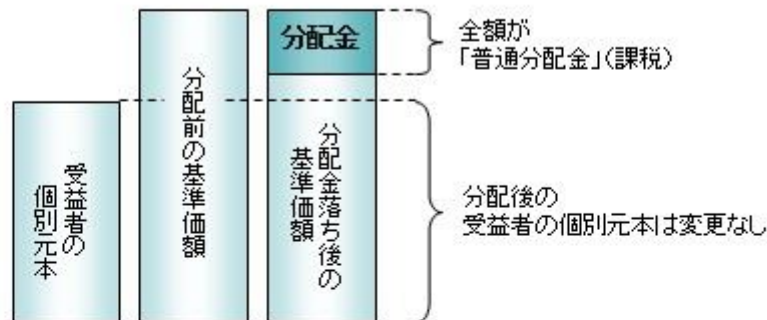 受益者の
個別元本
分配前の基準価額
分配金
分配金落ち後の
基準価額
全額が
「普通分配金」(課税)
分配後の
受益者の個別元本は変更なし